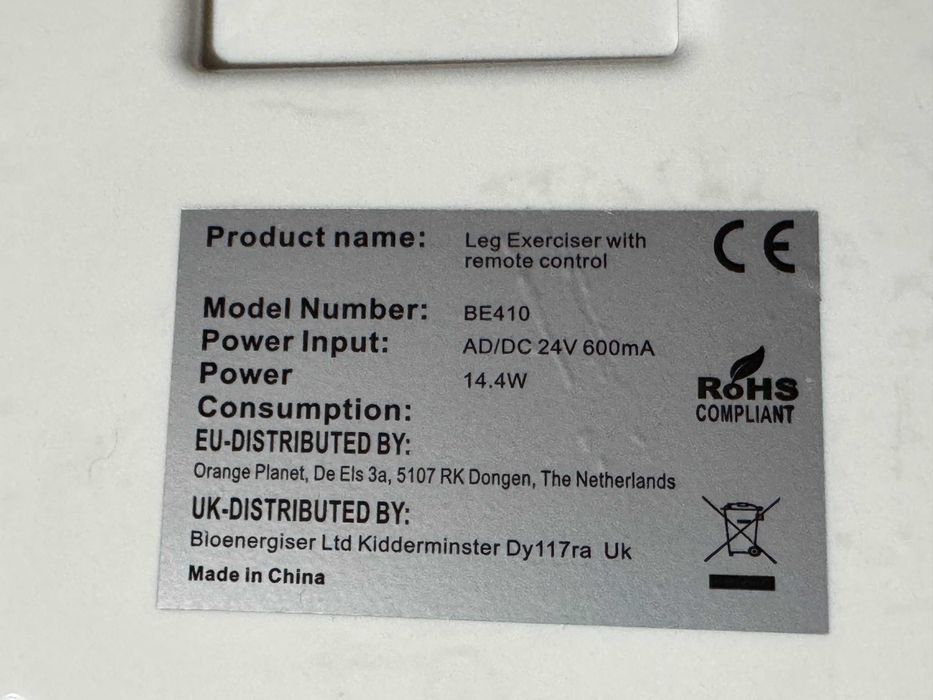 Product name: Leg Exerciser with
remote control
CE
Model Number: BE410
Power Input: AD/DC 24V 600mA
Power 14.4W
Consumption:
RoHS
COMPLIANT
EU-DISTRIBUTED BY:
Orange Planet, De Els 3a, 5107 RK Dongen, The Netherlands
UK-DISTRIBUTED BY:
Bioenergiser Ltd Kidderminster Dy117ra Uk
Made in China